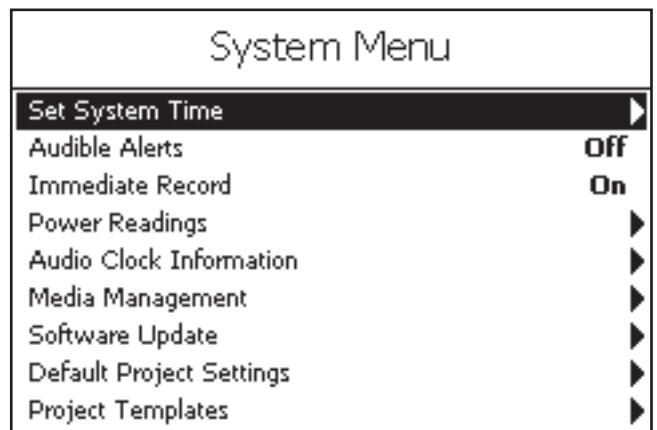 System Menu
Set System Time
Audible Alerts Off
Immediate Record On
Power Readings
Audio Clock Information
Media Management
Software Update
Default Project Settings
Project Templates